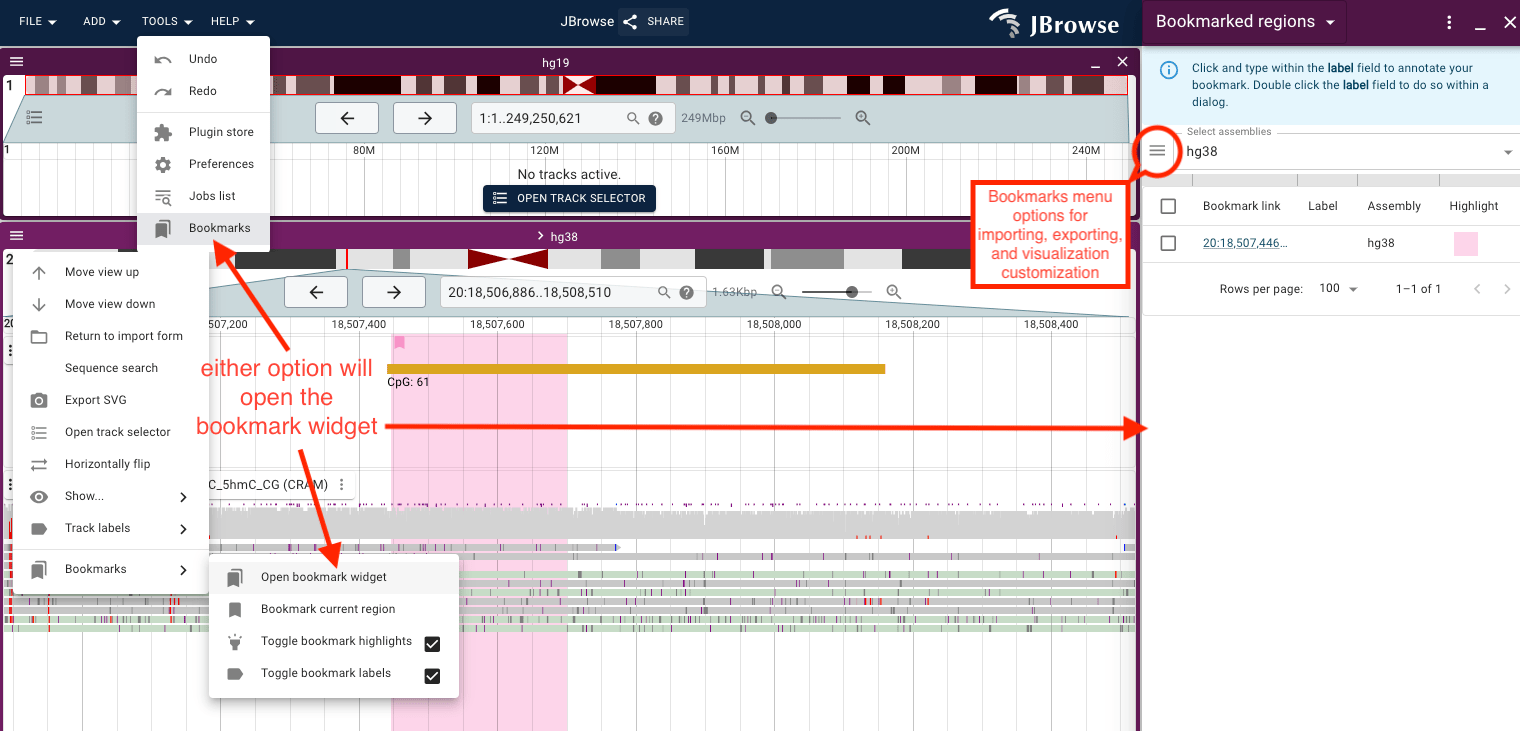 FILE ADD TOOLS HELP JBrowse SHARE JBrowse
Bookmarked regions
Undo
Redo
Plugin store
Preferences
Jobs list
Bookmarks
hg19
1
1:1..249,250,621 249Mbp
1 80M 120M 160M 200M 240M
No tracks active.
OPEN TRACK SELECTOR
hg38
2
20:18,506,886..18,508,510 1.63Kbp
20 507,200 18,507,400 18,507,600 18,507,800 18,508,000 18,508,200 18,508,400
CpG: 61
C_5hmC_CG (CRAM)
Move view up
Move view down
Return to import form
Sequence search
Export SVG
Open track selector
Horizontally flip
Show...
Track labels
Bookmarks
Open bookmark widget
Bookmark current region
Toggle bookmark highlights
Toggle bookmark labels
either option will
open the
bookmark widget
Click and type within the label field to annotate your
bookmark. Double click the label field to do so within a
dialog.
Select assemblies
hg38
Bookmarks menu
options for
importing, exporting,
and visualization
customization
Bookmark link Label Assembly Highlight
20:18,507,446... hg38
Rows per page: 100 1–1 of 1